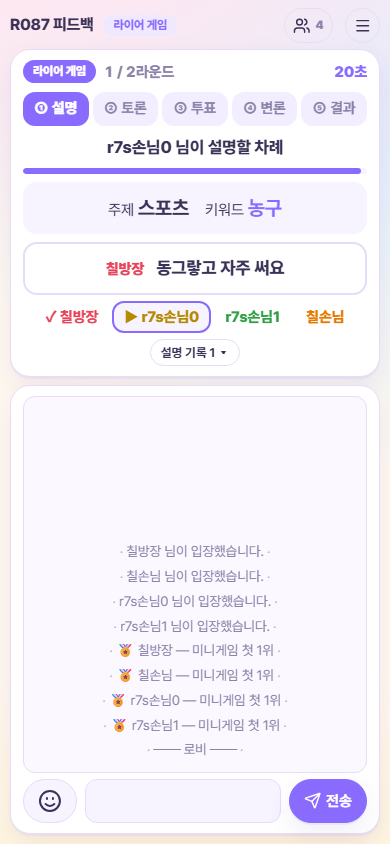 R087 피드백 라이어 게임 4
라이어 게임 1 / 2라운드 20초
① 설명 ② 토론 ③ 투표 ④ 변론 ⑤ 결과
r7s손님0 님이 설명할 차례
주제 스포츠 키워드 농구
칠방장 동그랗고 자주 써요
✓ 칠방장 ▶ r7s손님0 r7s손님1 칠손님
설명 기록 1 ▾
· 칠방장 님이 입장했습니다. ·
· 칠손님 님이 입장했습니다. ·
· r7s손님0 님이 입장했습니다. ·
· r7s손님1 님이 입장했습니다. ·
· 🏅 칠방장 — 미니게임 첫 1위 ·
· 🏅 칠손님 — 미니게임 첫 1위 ·
· 🏅 r7s손님0 — 미니게임 첫 1위 ·
· 🏅 r7s손님1 — 미니게임 첫 1위 ·
· ─── 로비 ─── ·
전송